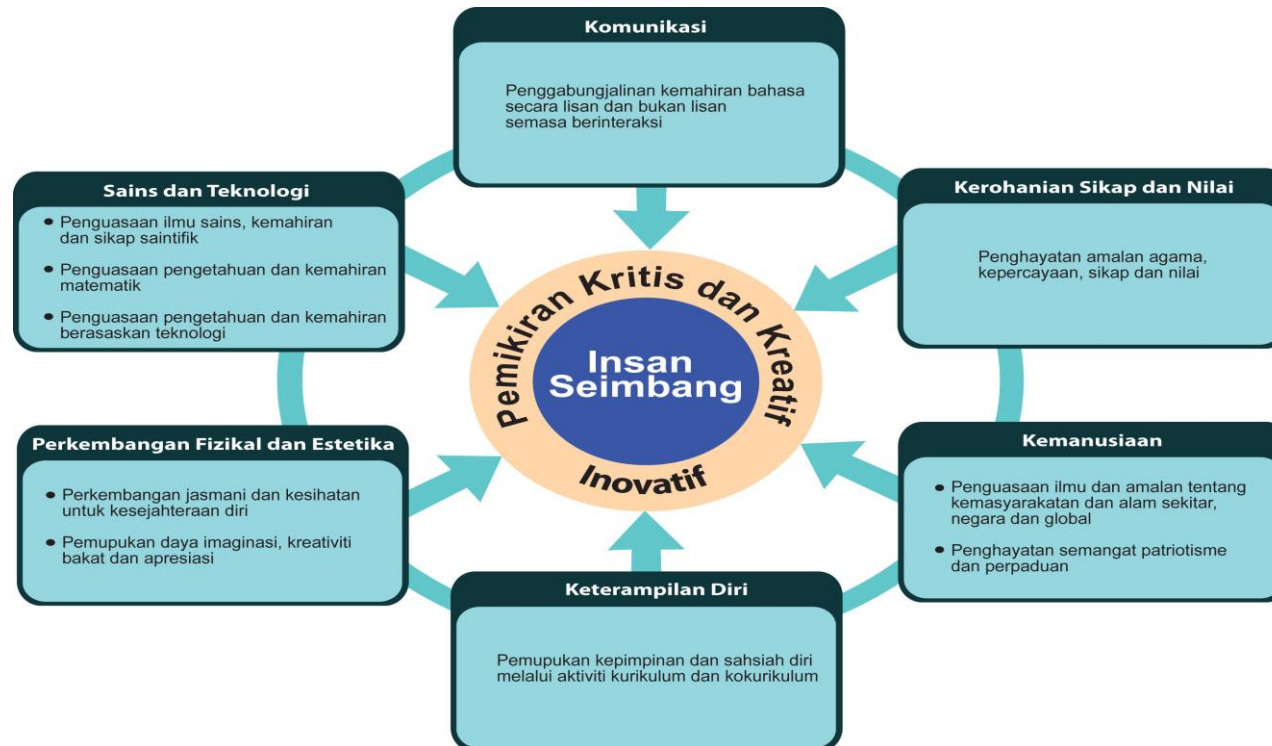 Komunikasi
Penggabungjalinan kemahiran bahasa
secara lisan dan bukan lisan
semasa berinteraksi
Sains dan Teknologi
• Penguasaan ilmu sains, kemahiran
dan sikap saintifik
• Penguasaan pengetahuan dan kemahiran
matematik
• Penguasaan pengetahuan dan kemahiran
berasaskan teknologi
Kerohanian Sikap dan Nilai
Penghayatan amalan agama,
kepercayaan, sikap dan nilai
Pemikiran Kritis dan Kreatif
Insan
Seimbang
Inovatif
Perkembangan Fizikal dan Estetika
• Perkembangan jasmani dan kesihatan
untuk kesejahteraan diri
• Pemupukan daya imaginasi, kreativiti
bakat dan apresiasi
Kemanusiaan
• Penguasaan ilmu dan amalan tentang
kemasyarakatan dan alam sekitar,
negara dan global
• Penghayatan semangat patriotisme
dan perpaduan
Keterampilan Diri
Pemupukan kepimpinan dan sahsiah diri
melalui aktiviti kurikulum dan kokurikulum